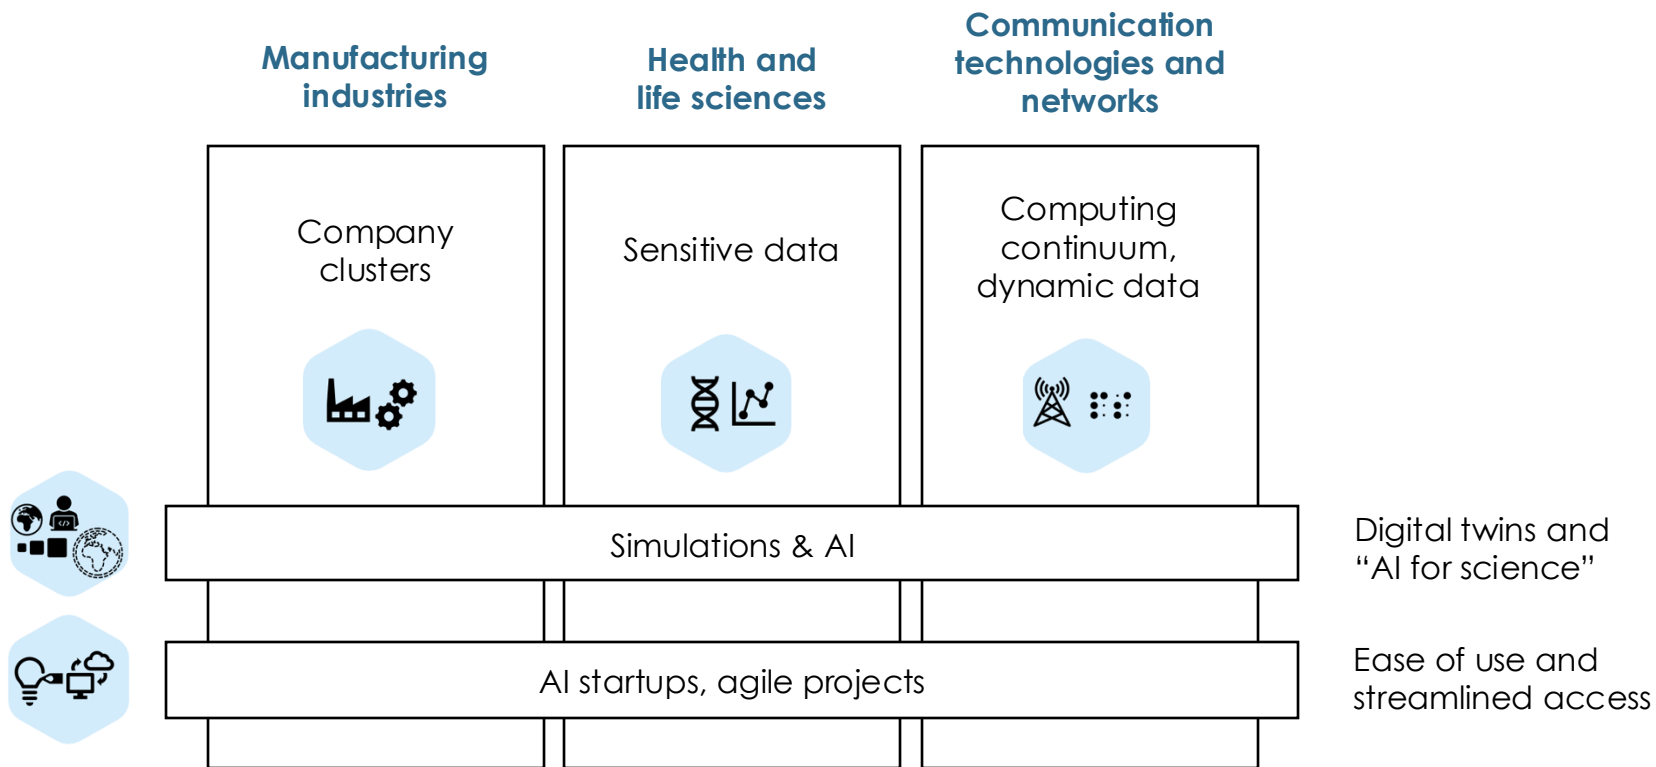 Manufacturing
industries
Health and
life sciences
Communication
technologies and
networks
Company
clusters
Sensitive data
Computing
continuum,
dynamic data
Simulations & AI
Digital twins and
“AI for science”
AI startups, agile projects
Ease of use and
streamlined access